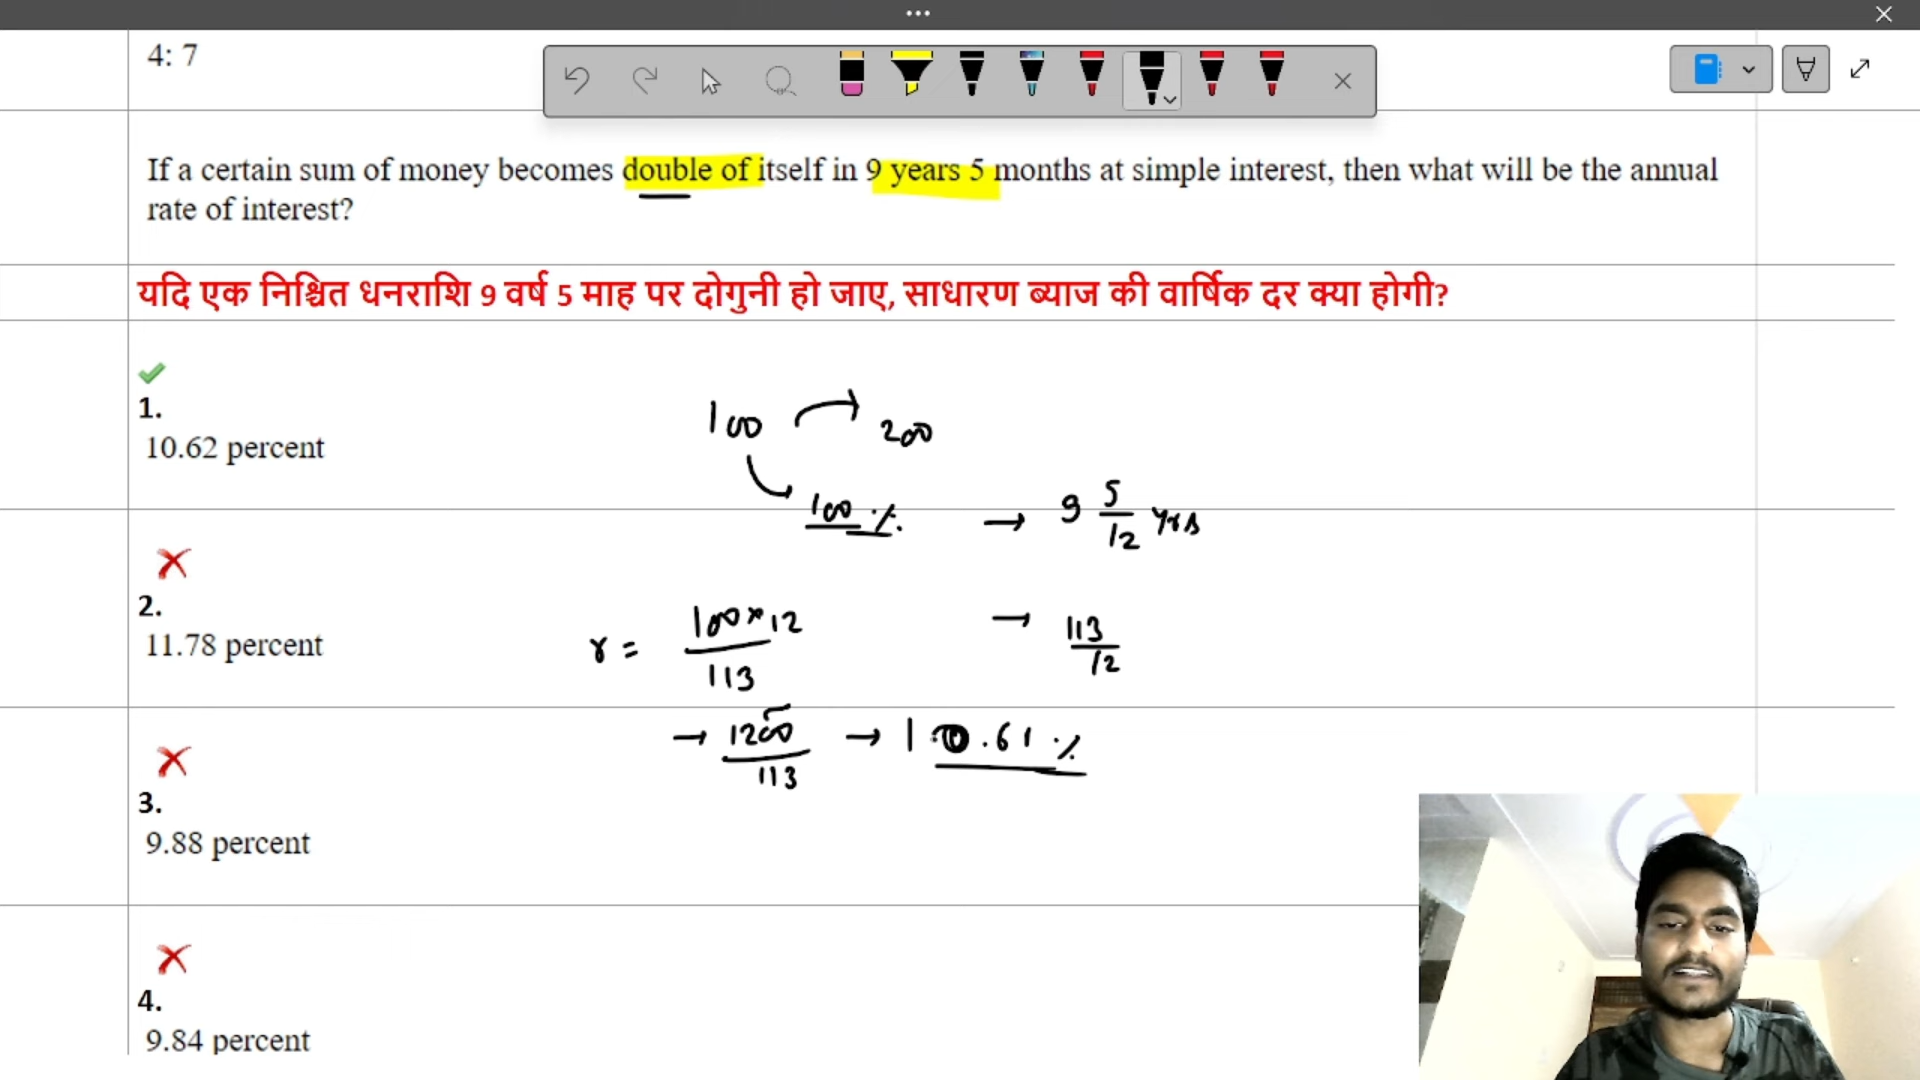 4: 7
If a certain sum of money becomes double of itself in 9 years 5 months at simple interest, then what will be the annual
rate of interest?
यदि एक निश्चित धनराशि 9 वर्ष 5 माह पर दोगुनी हो जाए, साधारण ब्याज की वार्षिक दर क्या होगी?
1.
10.62 percent
100 → 200
100 % → 9 5/12 yrs
2.
11.78 percent
r = 100×12/113 → 113/12
→ 1200/113 → 10.61 %
3.
9.88 percent
4.
9.84 percent